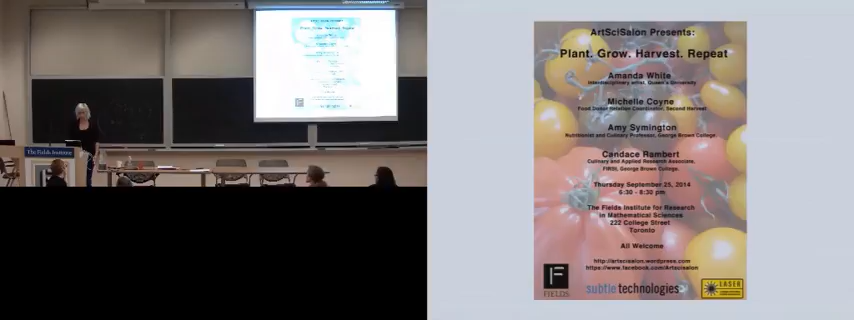 The Fields Institute
ArtSciSalon Presents:
Plant. Grow. Harvest. Repeat
Amanda White
Interdisciplinary artist, Queen's University
Michelle Coyne
Food Donor Relation Coordinator, Second Harvest
Amy Symington
Nutritionist and Culinary Professor, George Brown College.
Candace Rambert
Culinary and Applied Research Associate,
FIRSt, George Brown College.
Thursday September 25, 2014
6:30 - 8:30 pm
The Fields Institute for Research
in Mathematical Sciences
222 College Street
Toronto
All Welcome
http://artscisalon.wordpress.com
https://www.facebook.com/Artscisalon
FIELDS
subtle technologies
LASER